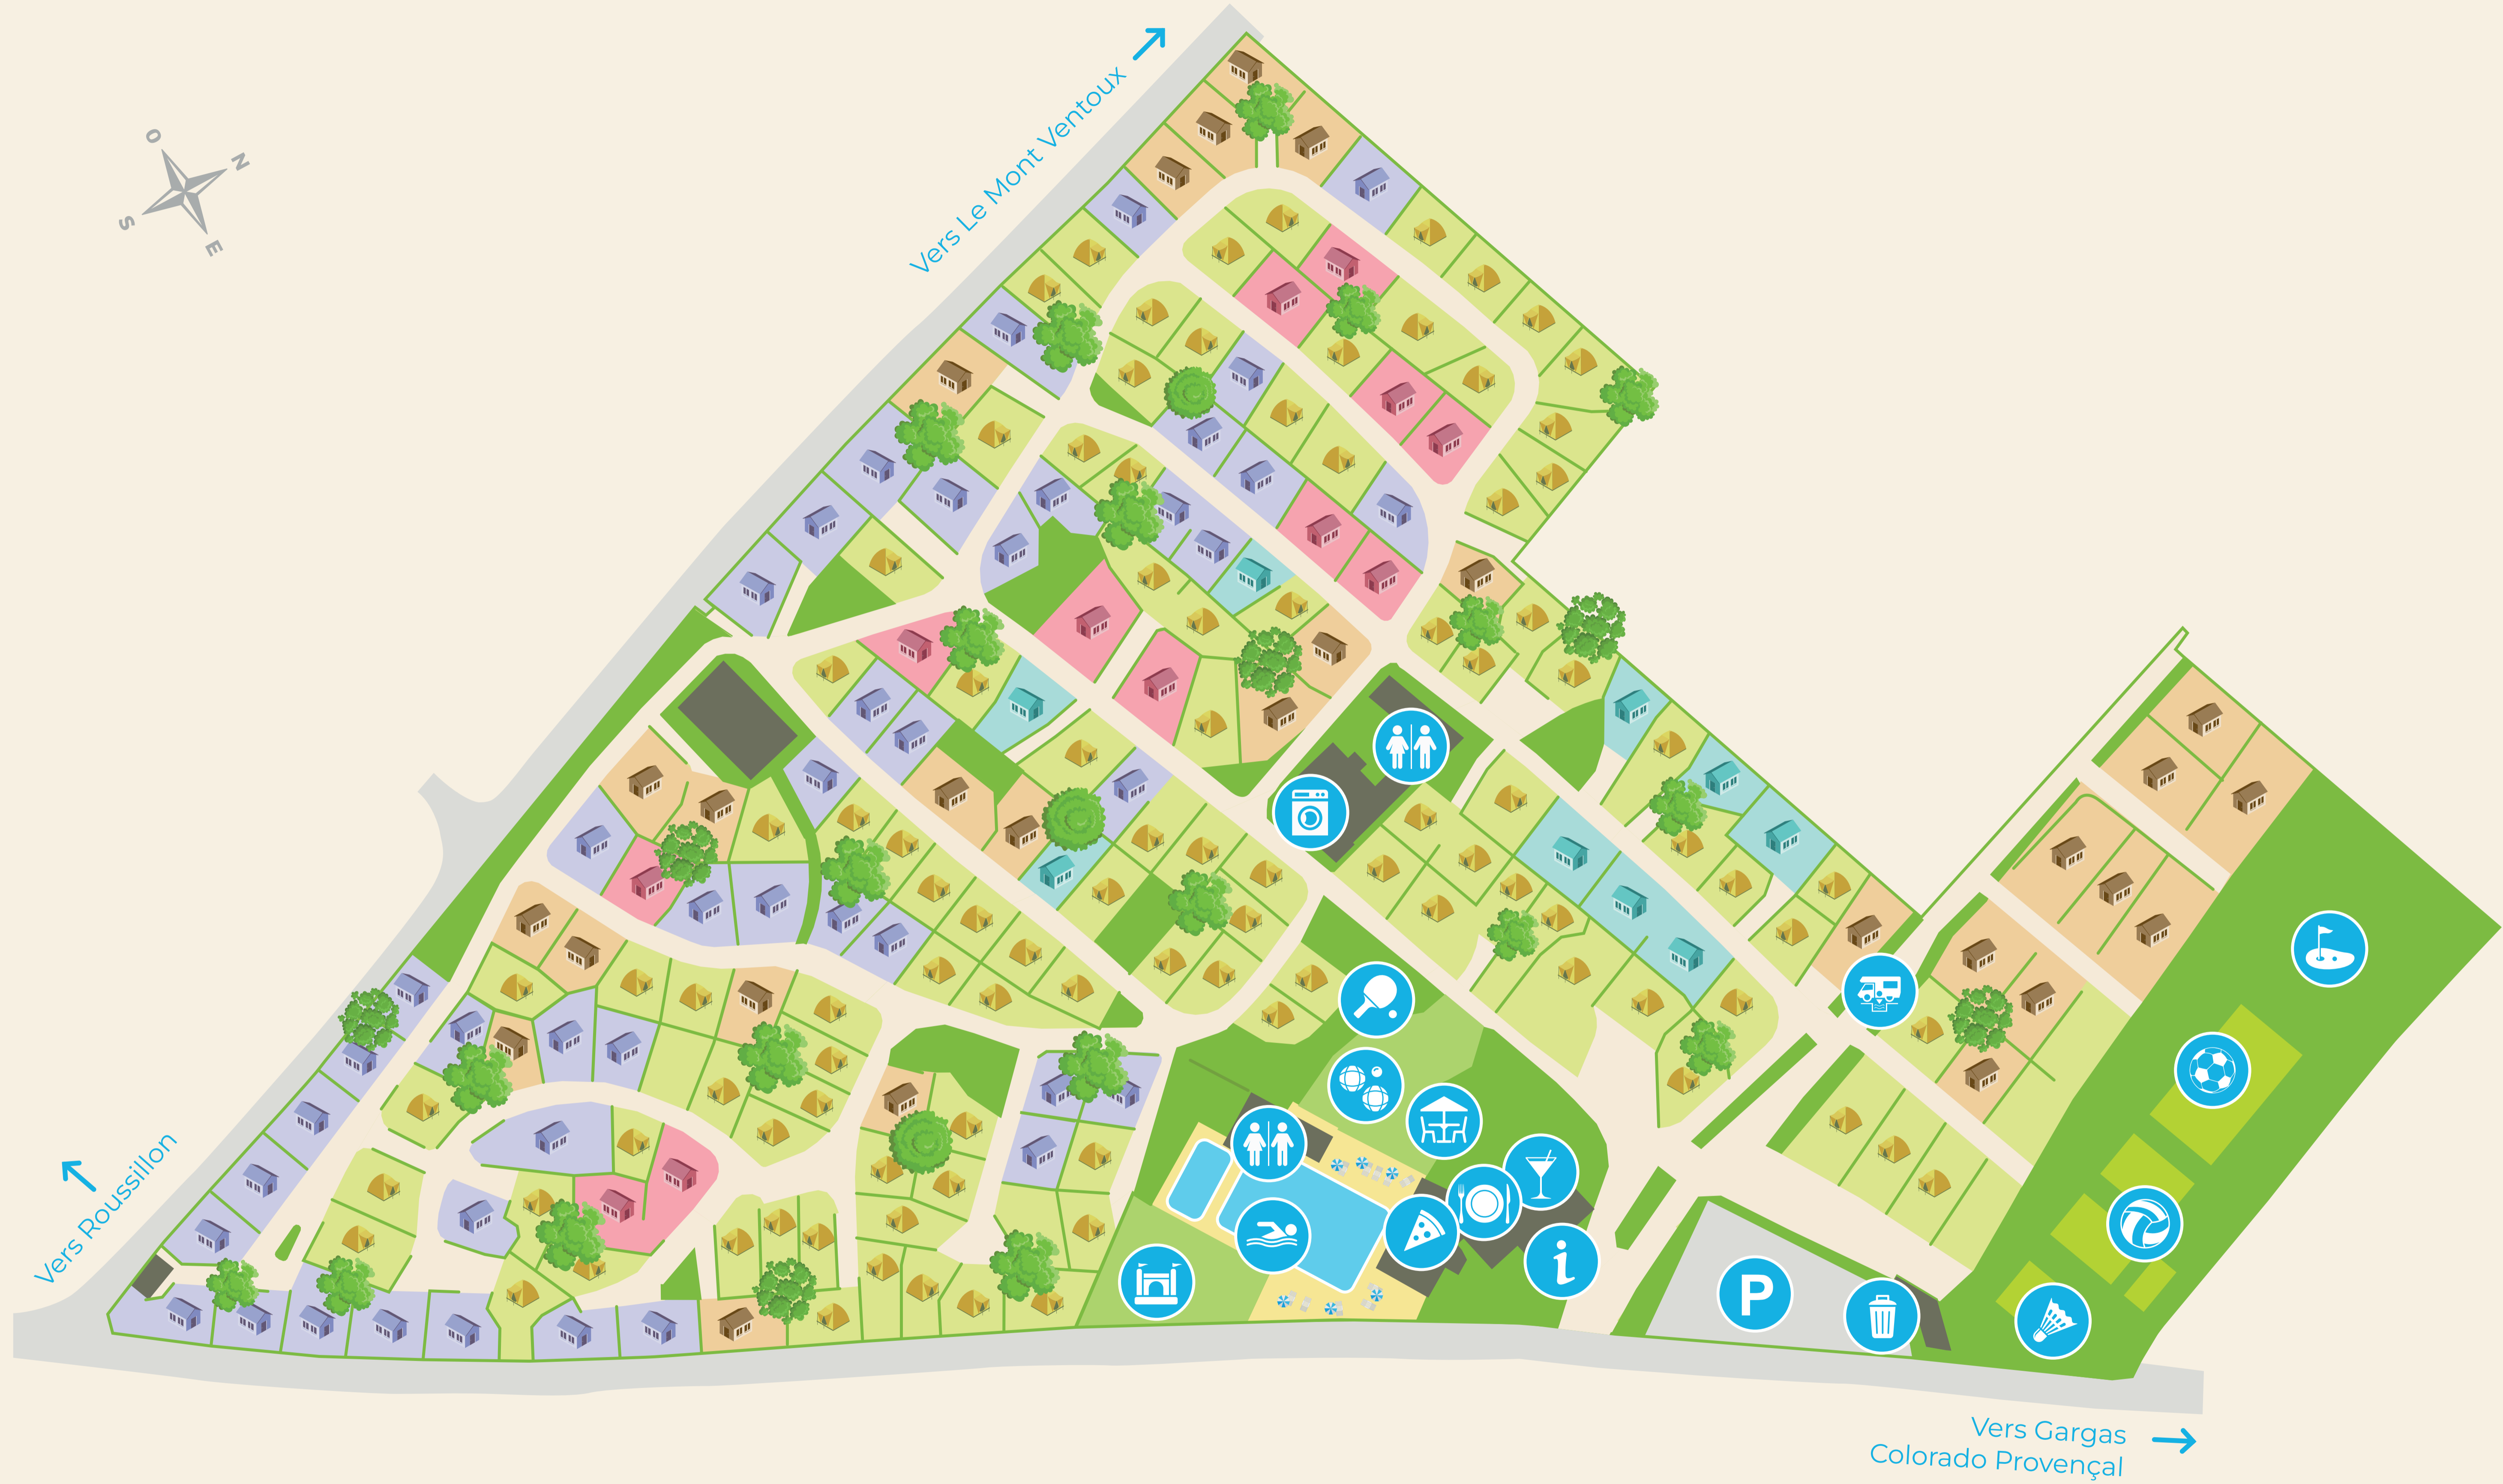 Vers Le Mont Ventoux
O
N
S
E
Vers Roussillon
i
P
Vers Gargas
Colorado Provençal